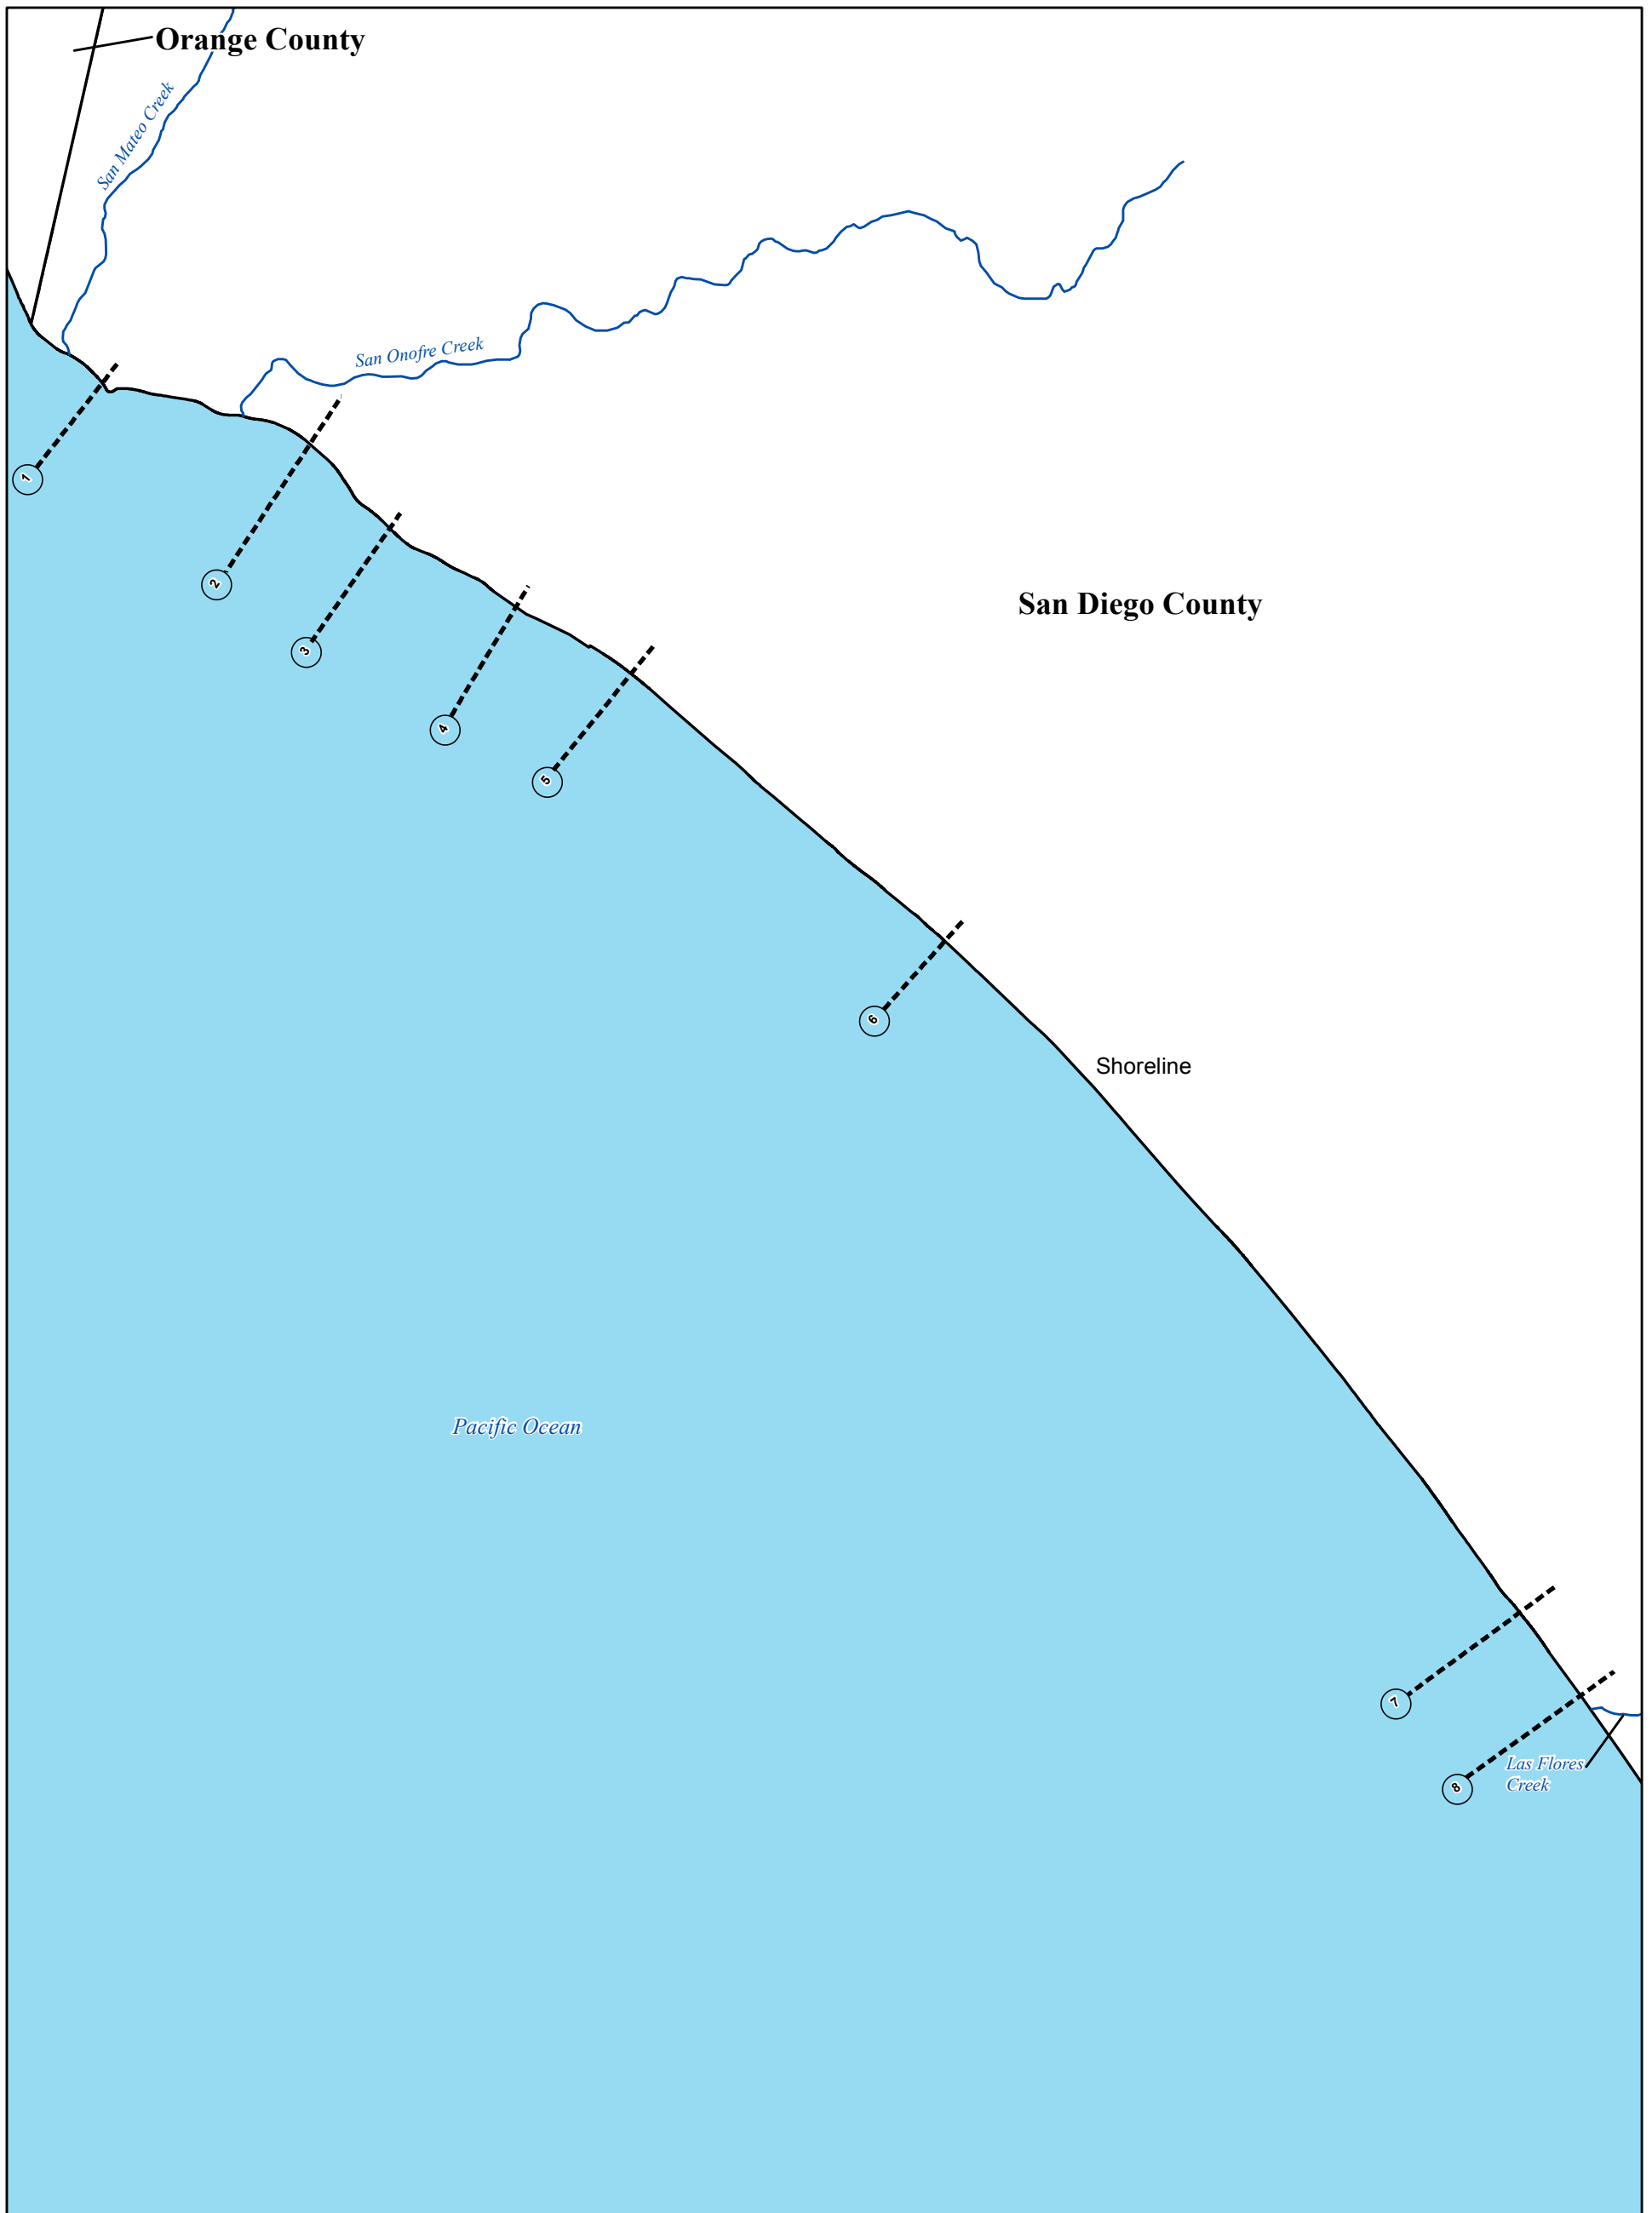 Orange County
San Mateo Creek
San Onofre Creek
1
2
3
4
5
San Diego County
6
Shoreline
Pacific Ocean
7
8
Las Flores
Creek